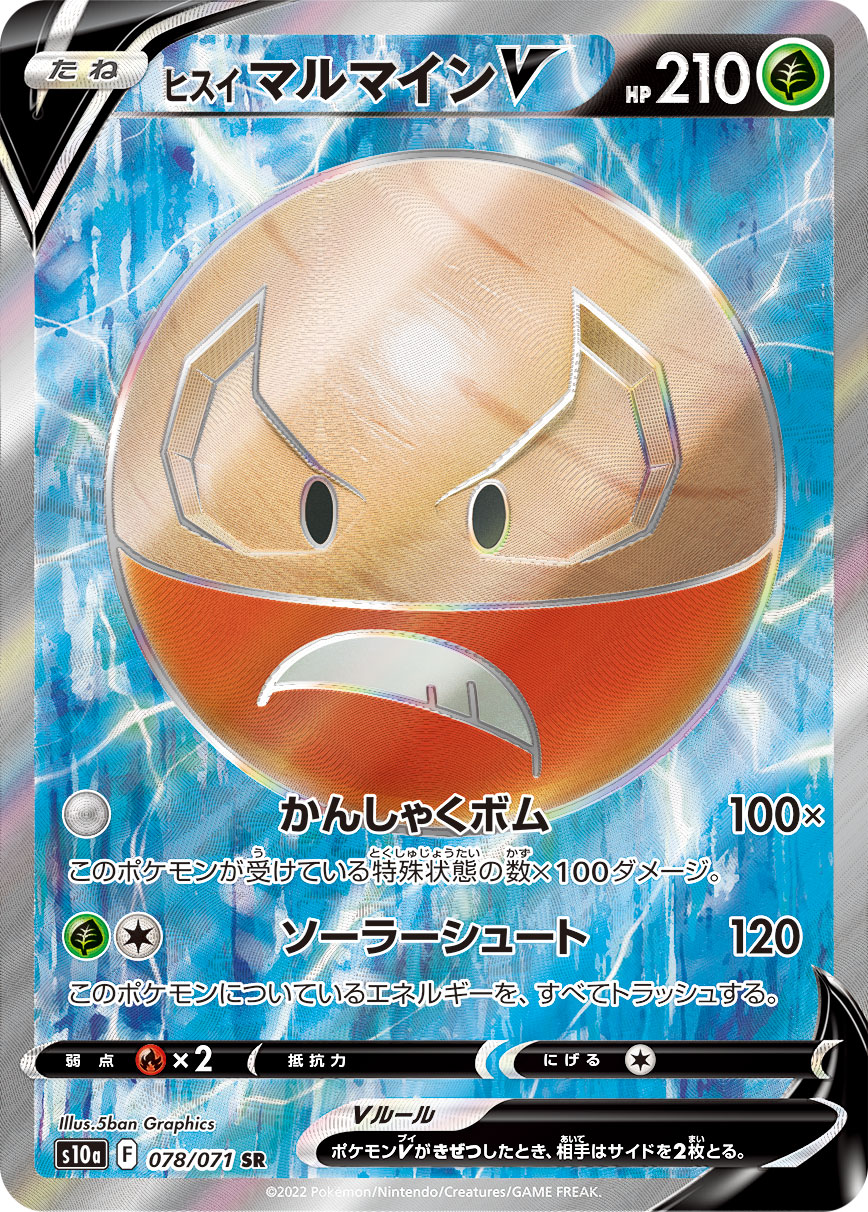 たね
ヒスイ マルマインV
HP 210
かんしゃくボム 100×
このポケモンが受けている特殊状態の数×100ダメージ。
ソーラーシュート 120
このポケモンについているエネルギーを、すべてトラッシュする。
弱点 ×2 抵抗力 にげる
Illus.5ban Graphics
Vルール
ポケモンVがきぜつしたとき、相手はサイドを2枚とる。
s10a F 078/071 SR
©2022 Pokémon/Nintendo/Creatures/GAME FREAK.